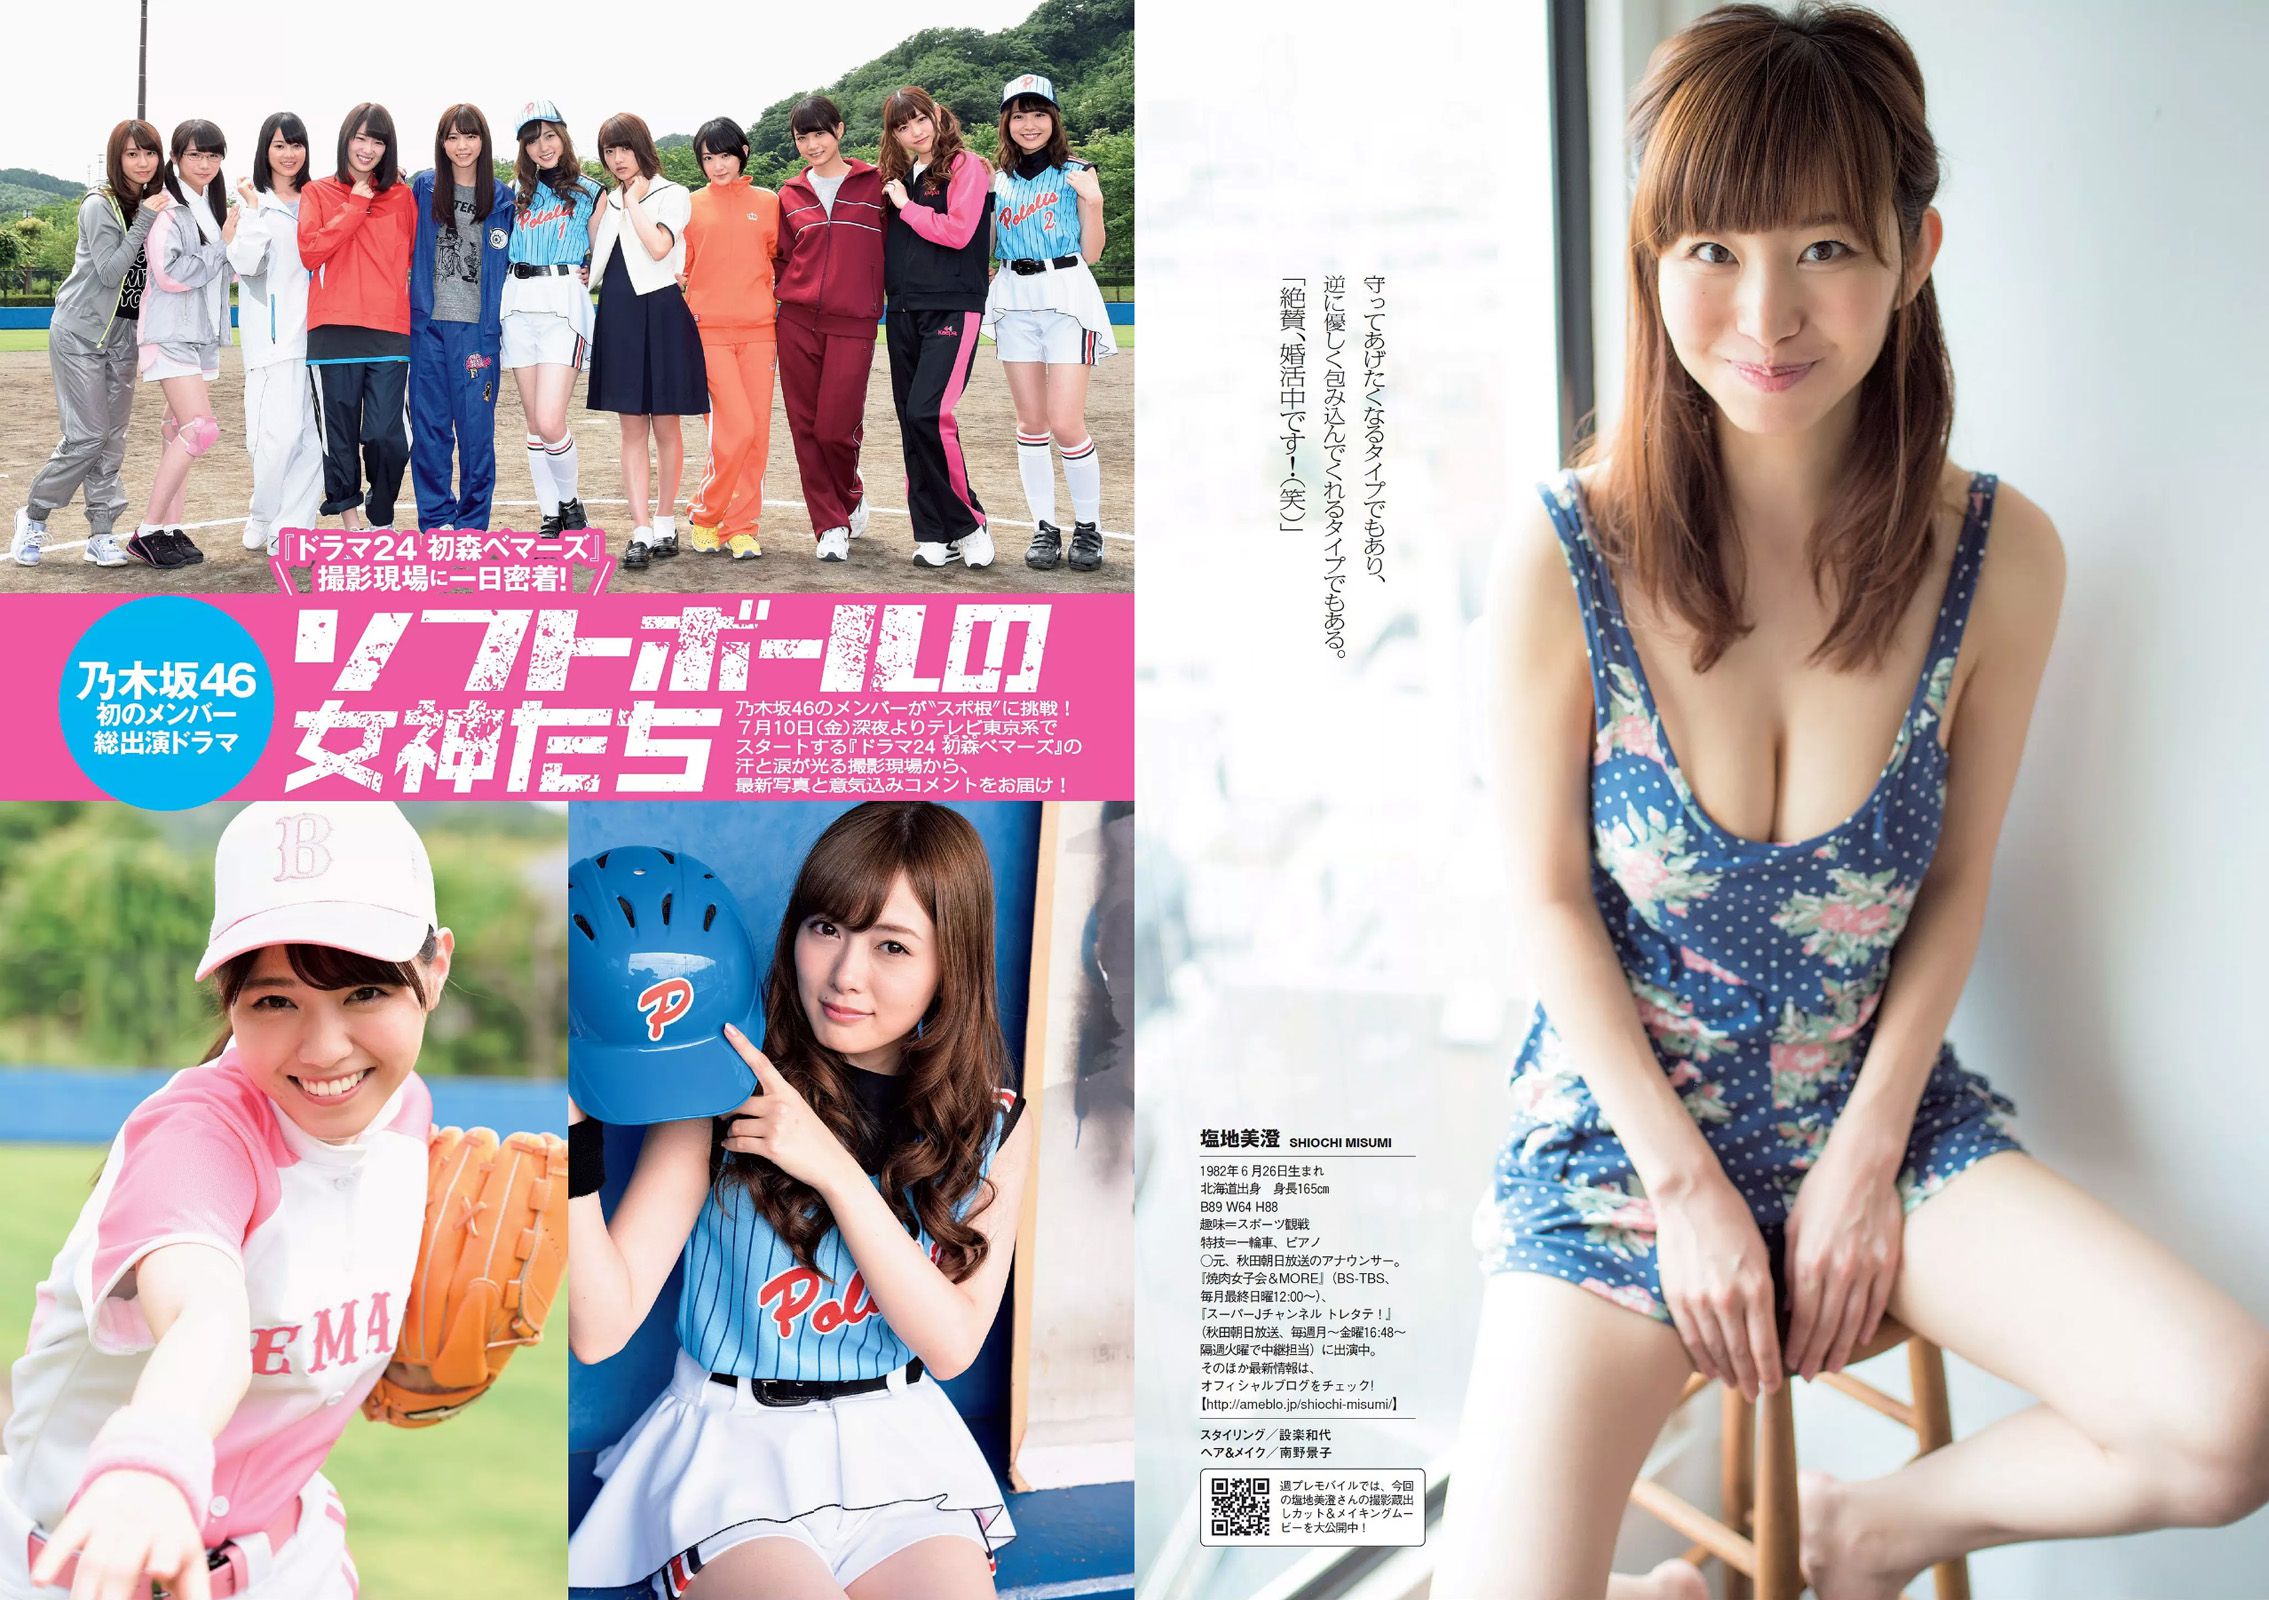 P
P
Pololis
1
Pololis
2
Kaepa
『ドラマ24 初森ベマーズ』
撮影現場に一日密着!
乃木坂46
初のメンバー
総出演ドラマ
ソフトボールの
女神たち
乃木坂46のメンバーが“スポ根”に挑戦!
7月10日(金)深夜よりテレビ東京系で
スタートする『ドラマ24 初森ベマーズ』の
汗と涙が光る撮影現場から、
最新写真と意気込みコメントをお届け!
B
EMA
P
Polo
守ってあげたくなるタイプでもあり、
逆に優しく包み込んでくれるタイプでもある。
「絶賛、婚活中です!(笑)」
塩地美澄 SHIOCHI MISUMI
1982年6月26日生まれ
北海道出身 身長165㎝
B89 W64 H88
趣味=スポーツ観戦
特技=一輪車、ピアノ
○元、秋田朝日放送のアナウンサー。
『焼肉女子会&MORE』(BS-TBS、
毎月最終日曜12:00~)、
『スーパーJチャンネル トレタテ!』
(秋田朝日放送、毎週月~金曜16:48~
隔週火曜で中継担当)に出演中。
そのほか最新情報は、
オフィシャルブログをチェック!
【http://ameblo.jp/shiochi-misumi/】
スタイリング/設楽和代
ヘア&メイク/南野景子
週プレモバイルでは、今回
の塩地美澄さんの撮影蔵出
しカット&メイキングムー
ビーを大公開中!